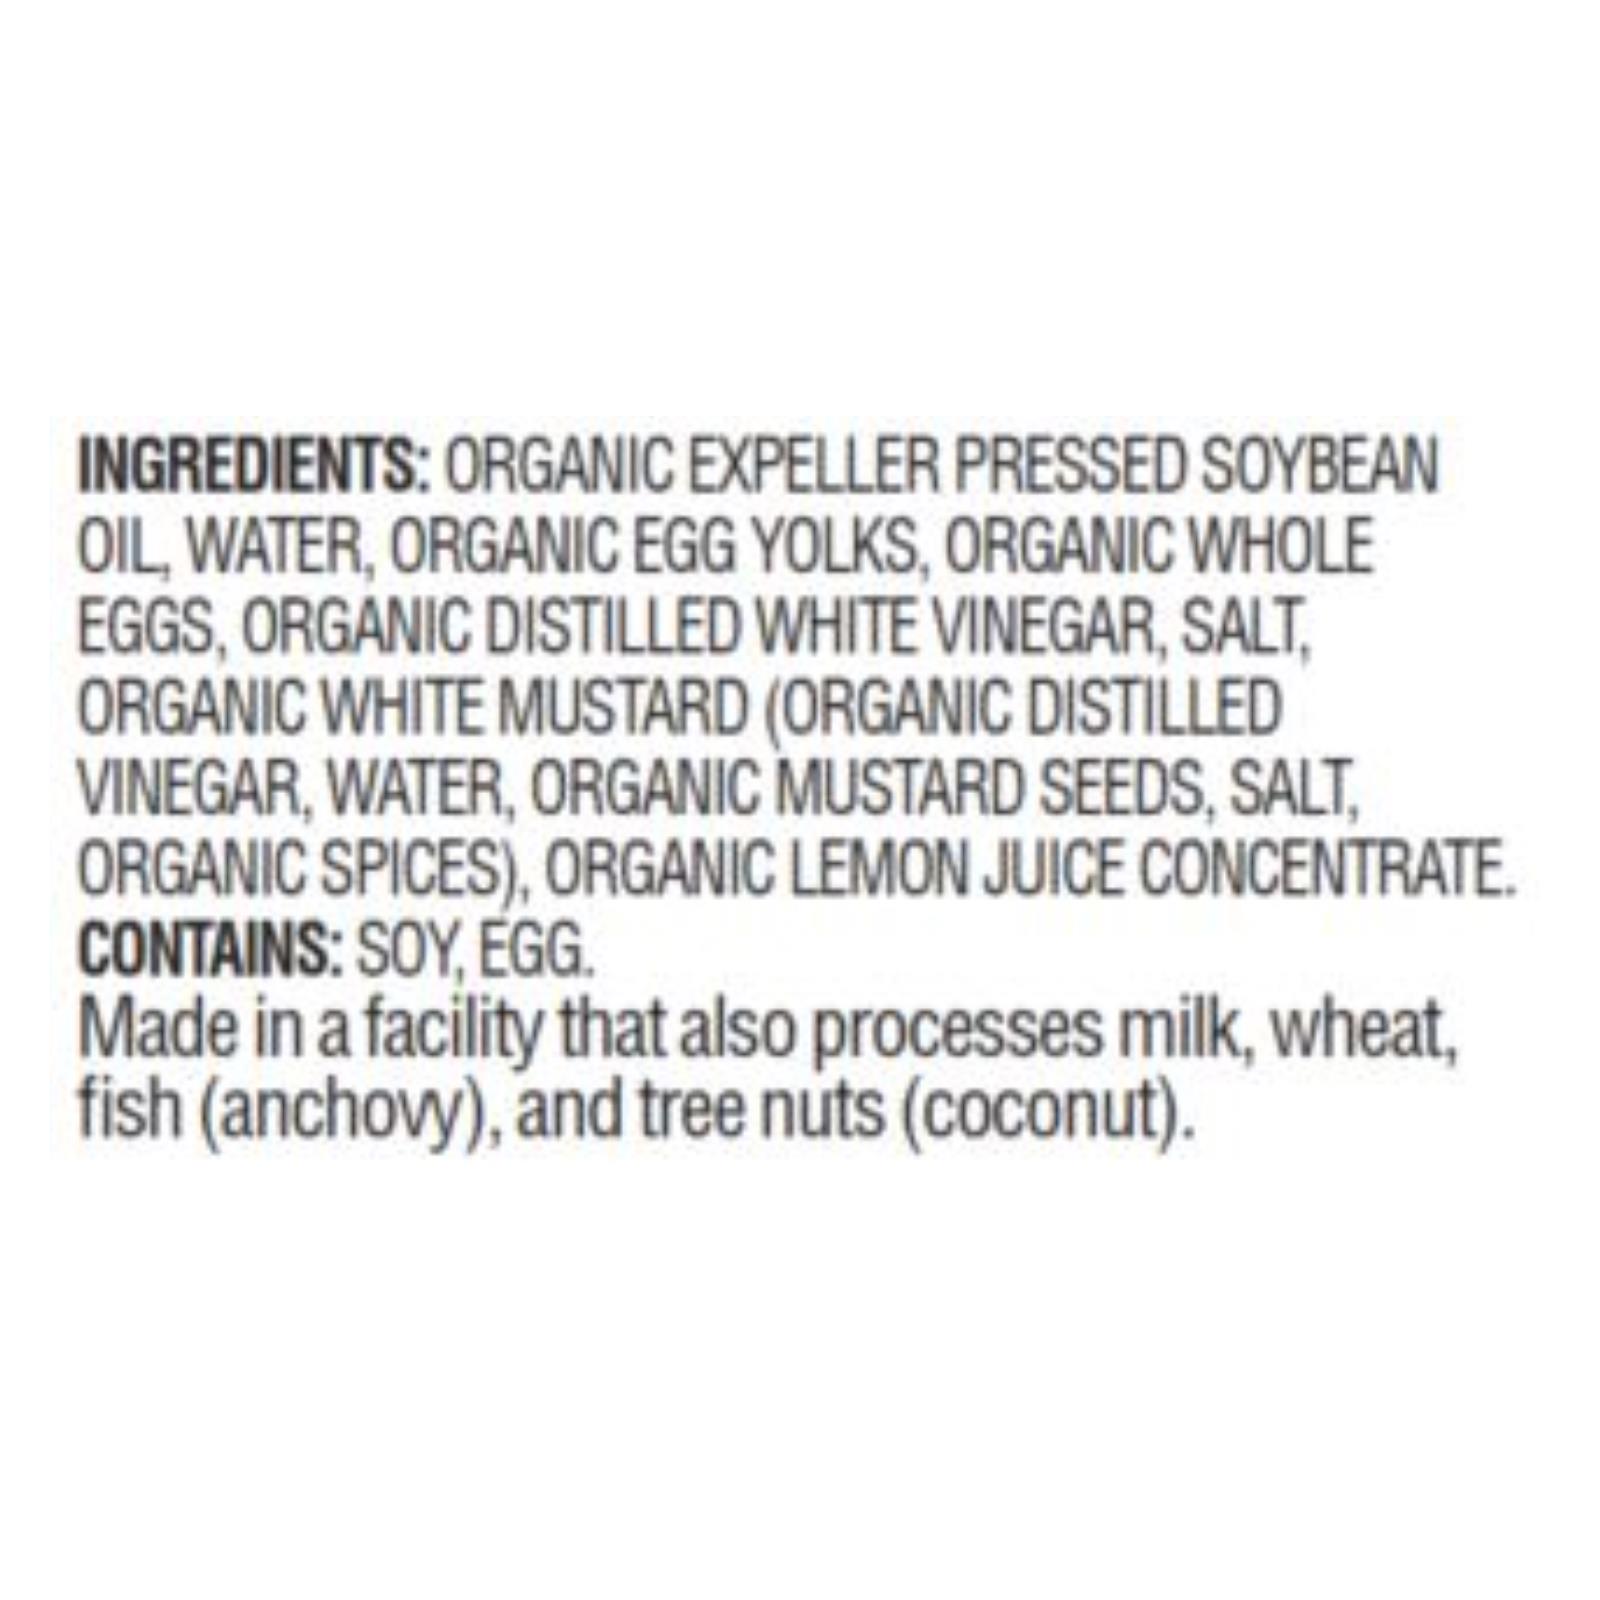 INGREDIENTS: ORGANIC EXPELLER PRESSED SOYBEAN
OIL, WATER, ORGANIC EGG YOLKS, ORGANIC WHOLE
EGGS, ORGANIC DISTILLED WHITE VINEGAR, SALT,
ORGANIC WHITE MUSTARD (ORGANIC DISTILLED
VINEGAR, WATER, ORGANIC MUSTARD SEEDS, SALT,
ORGANIC SPICES), ORGANIC LEMON JUICE CONCENTRATE.
CONTAINS: SOY, EGG.
Made in a facility that also processes milk, wheat,
fish (anchovy), and tree nuts (coconut).